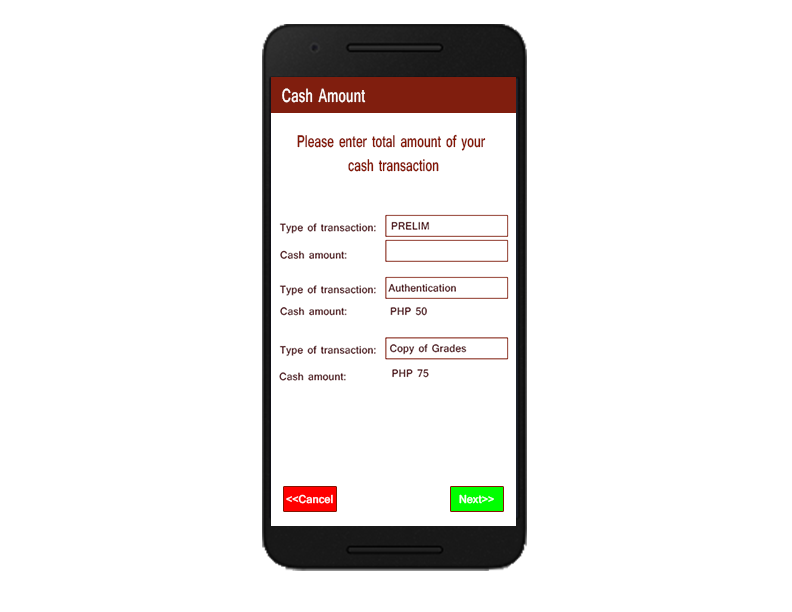 Cash Amount
Please enter total amount of your
cash transaction
Type of transaction: PRELIM
Cash amount:
Type of transaction: Authentication
Cash amount: PHP 50
Type of transaction: Copy of Grades
Cash amount: PHP 75
<<Cancel Next>>